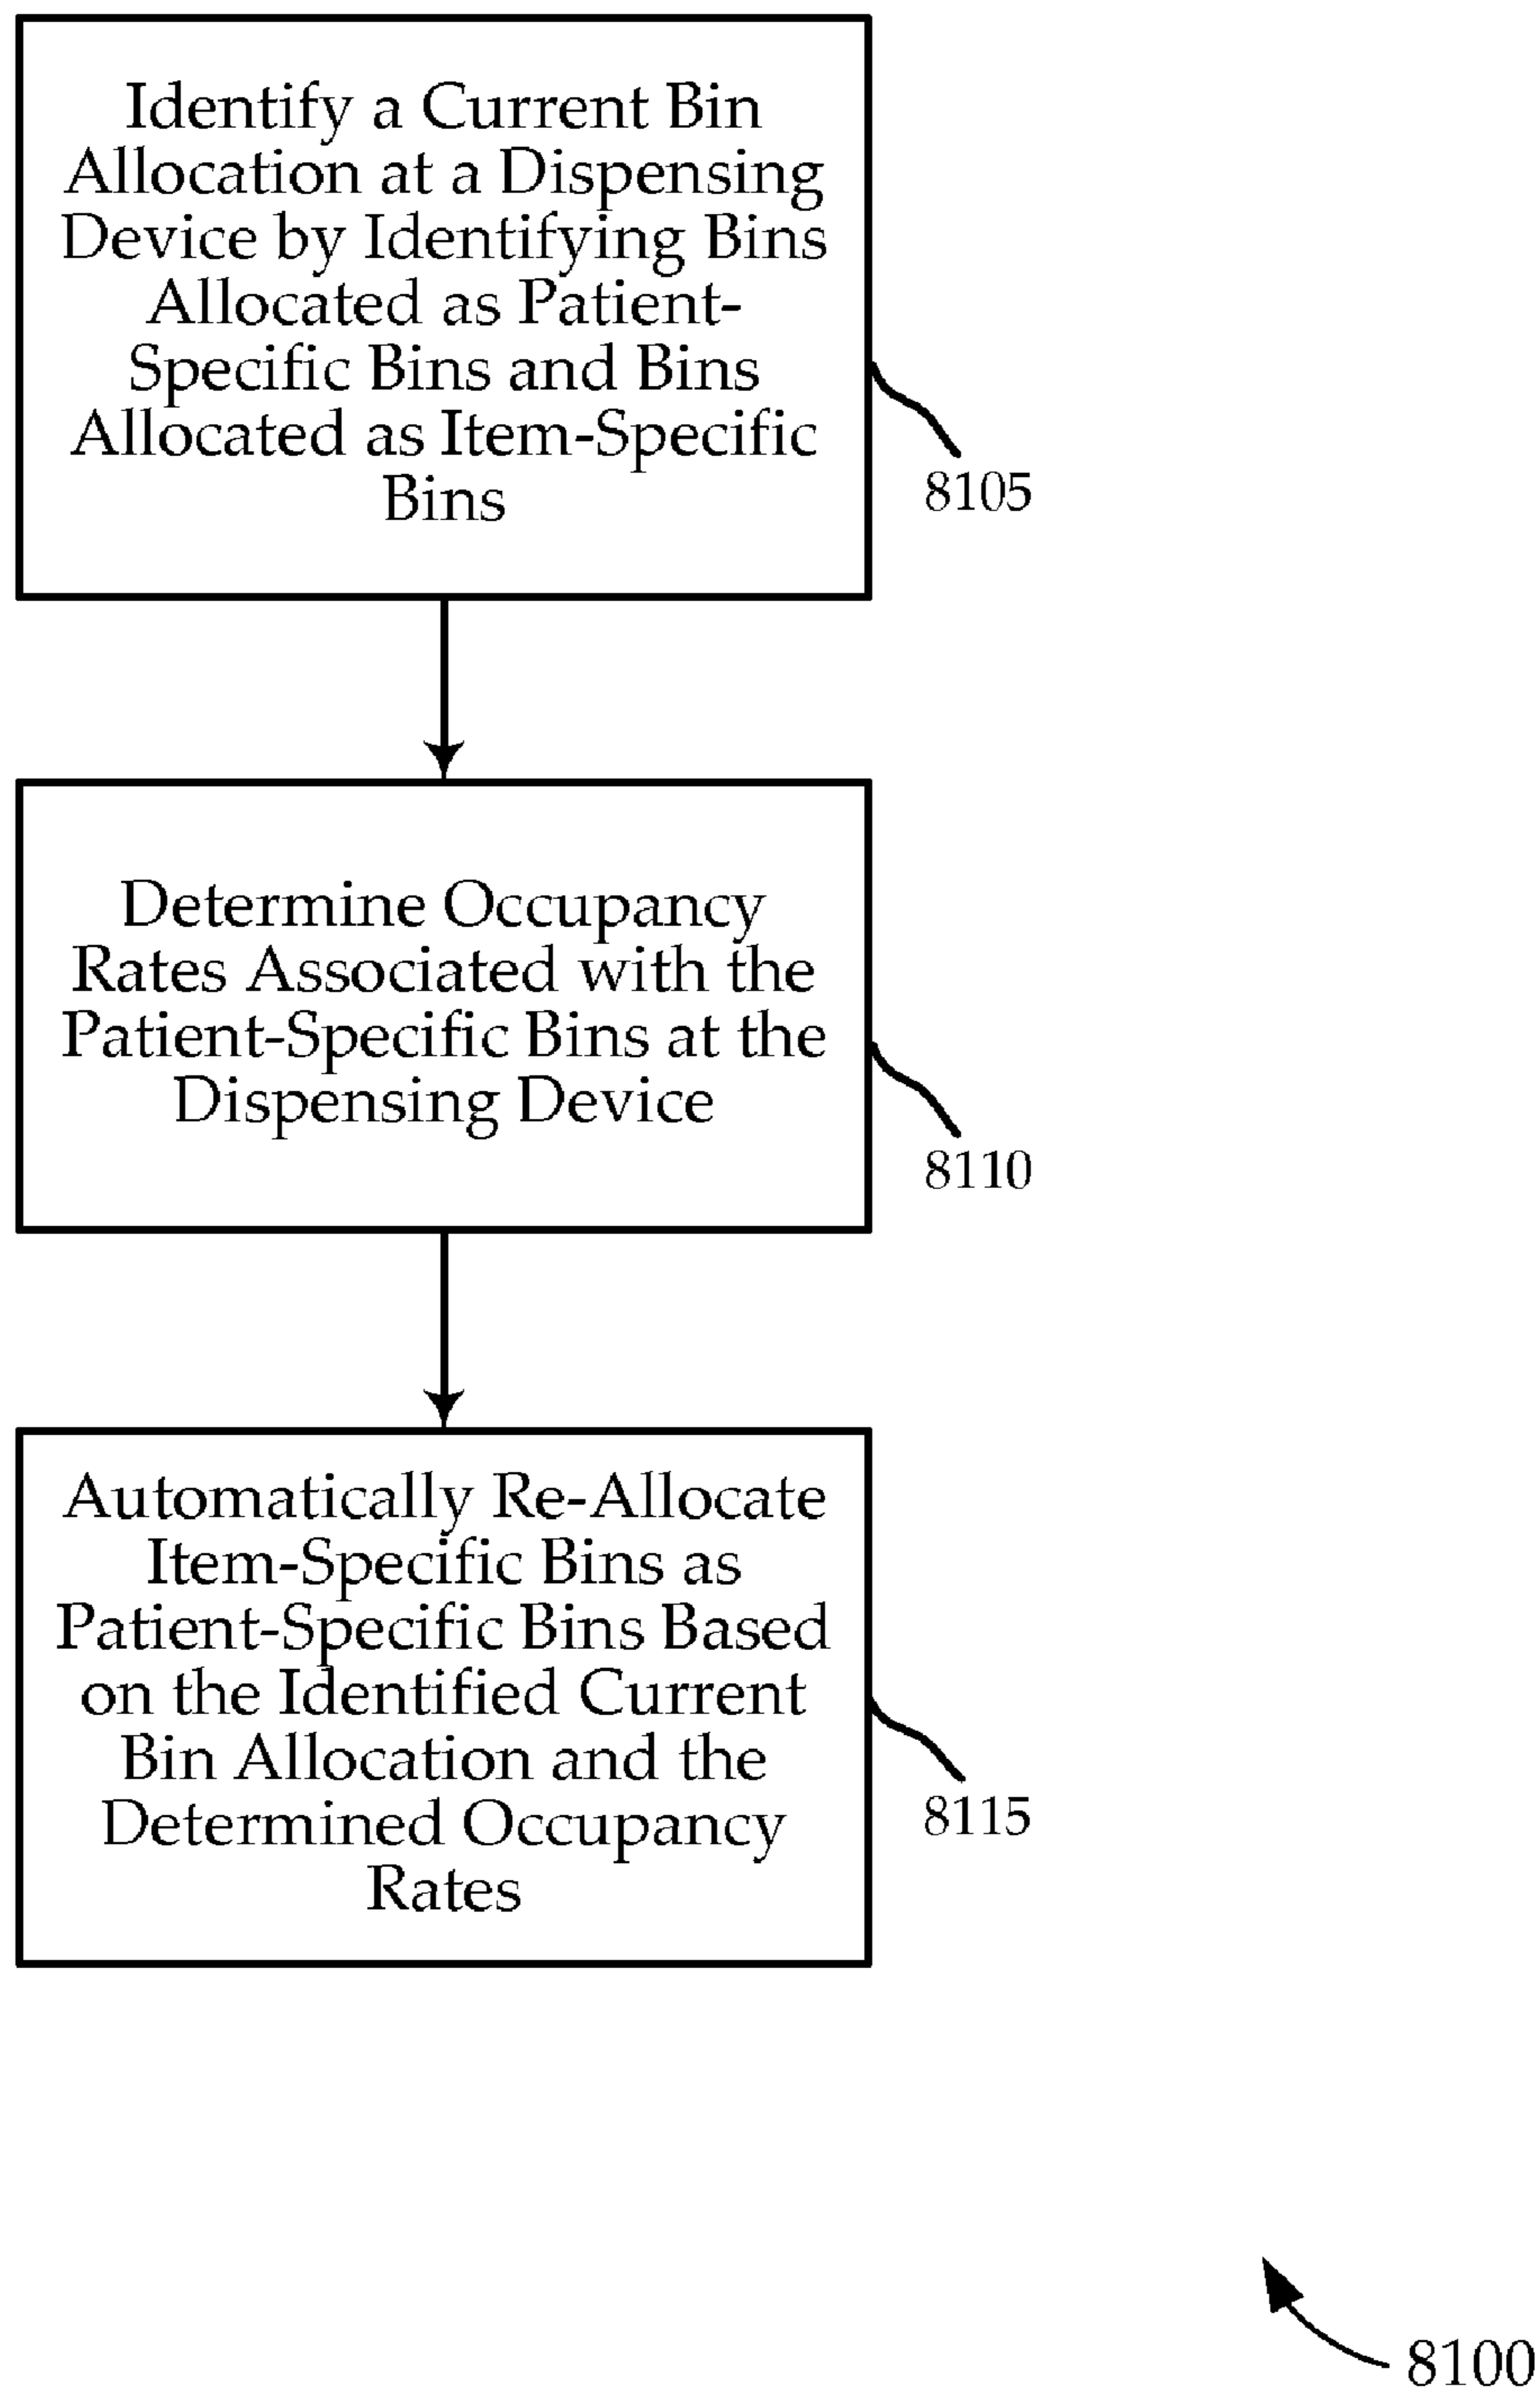 Identify a Current Bin
Allocation at a Dispensing
Device by Identifying Bins
Allocated as Patient-
Specific Bins and Bins
Allocated as Item-Specific
Bins
8105
Determine Occupancy
Rates Associated with the
Patient-Specific Bins at the
Dispensing Device
8110
Automatically Re-Allocate
Item-Specific Bins as
Patient-Specific Bins Based
on the Identified Current
Bin Allocation and the
Determined Occupancy
Rates
8115
8100